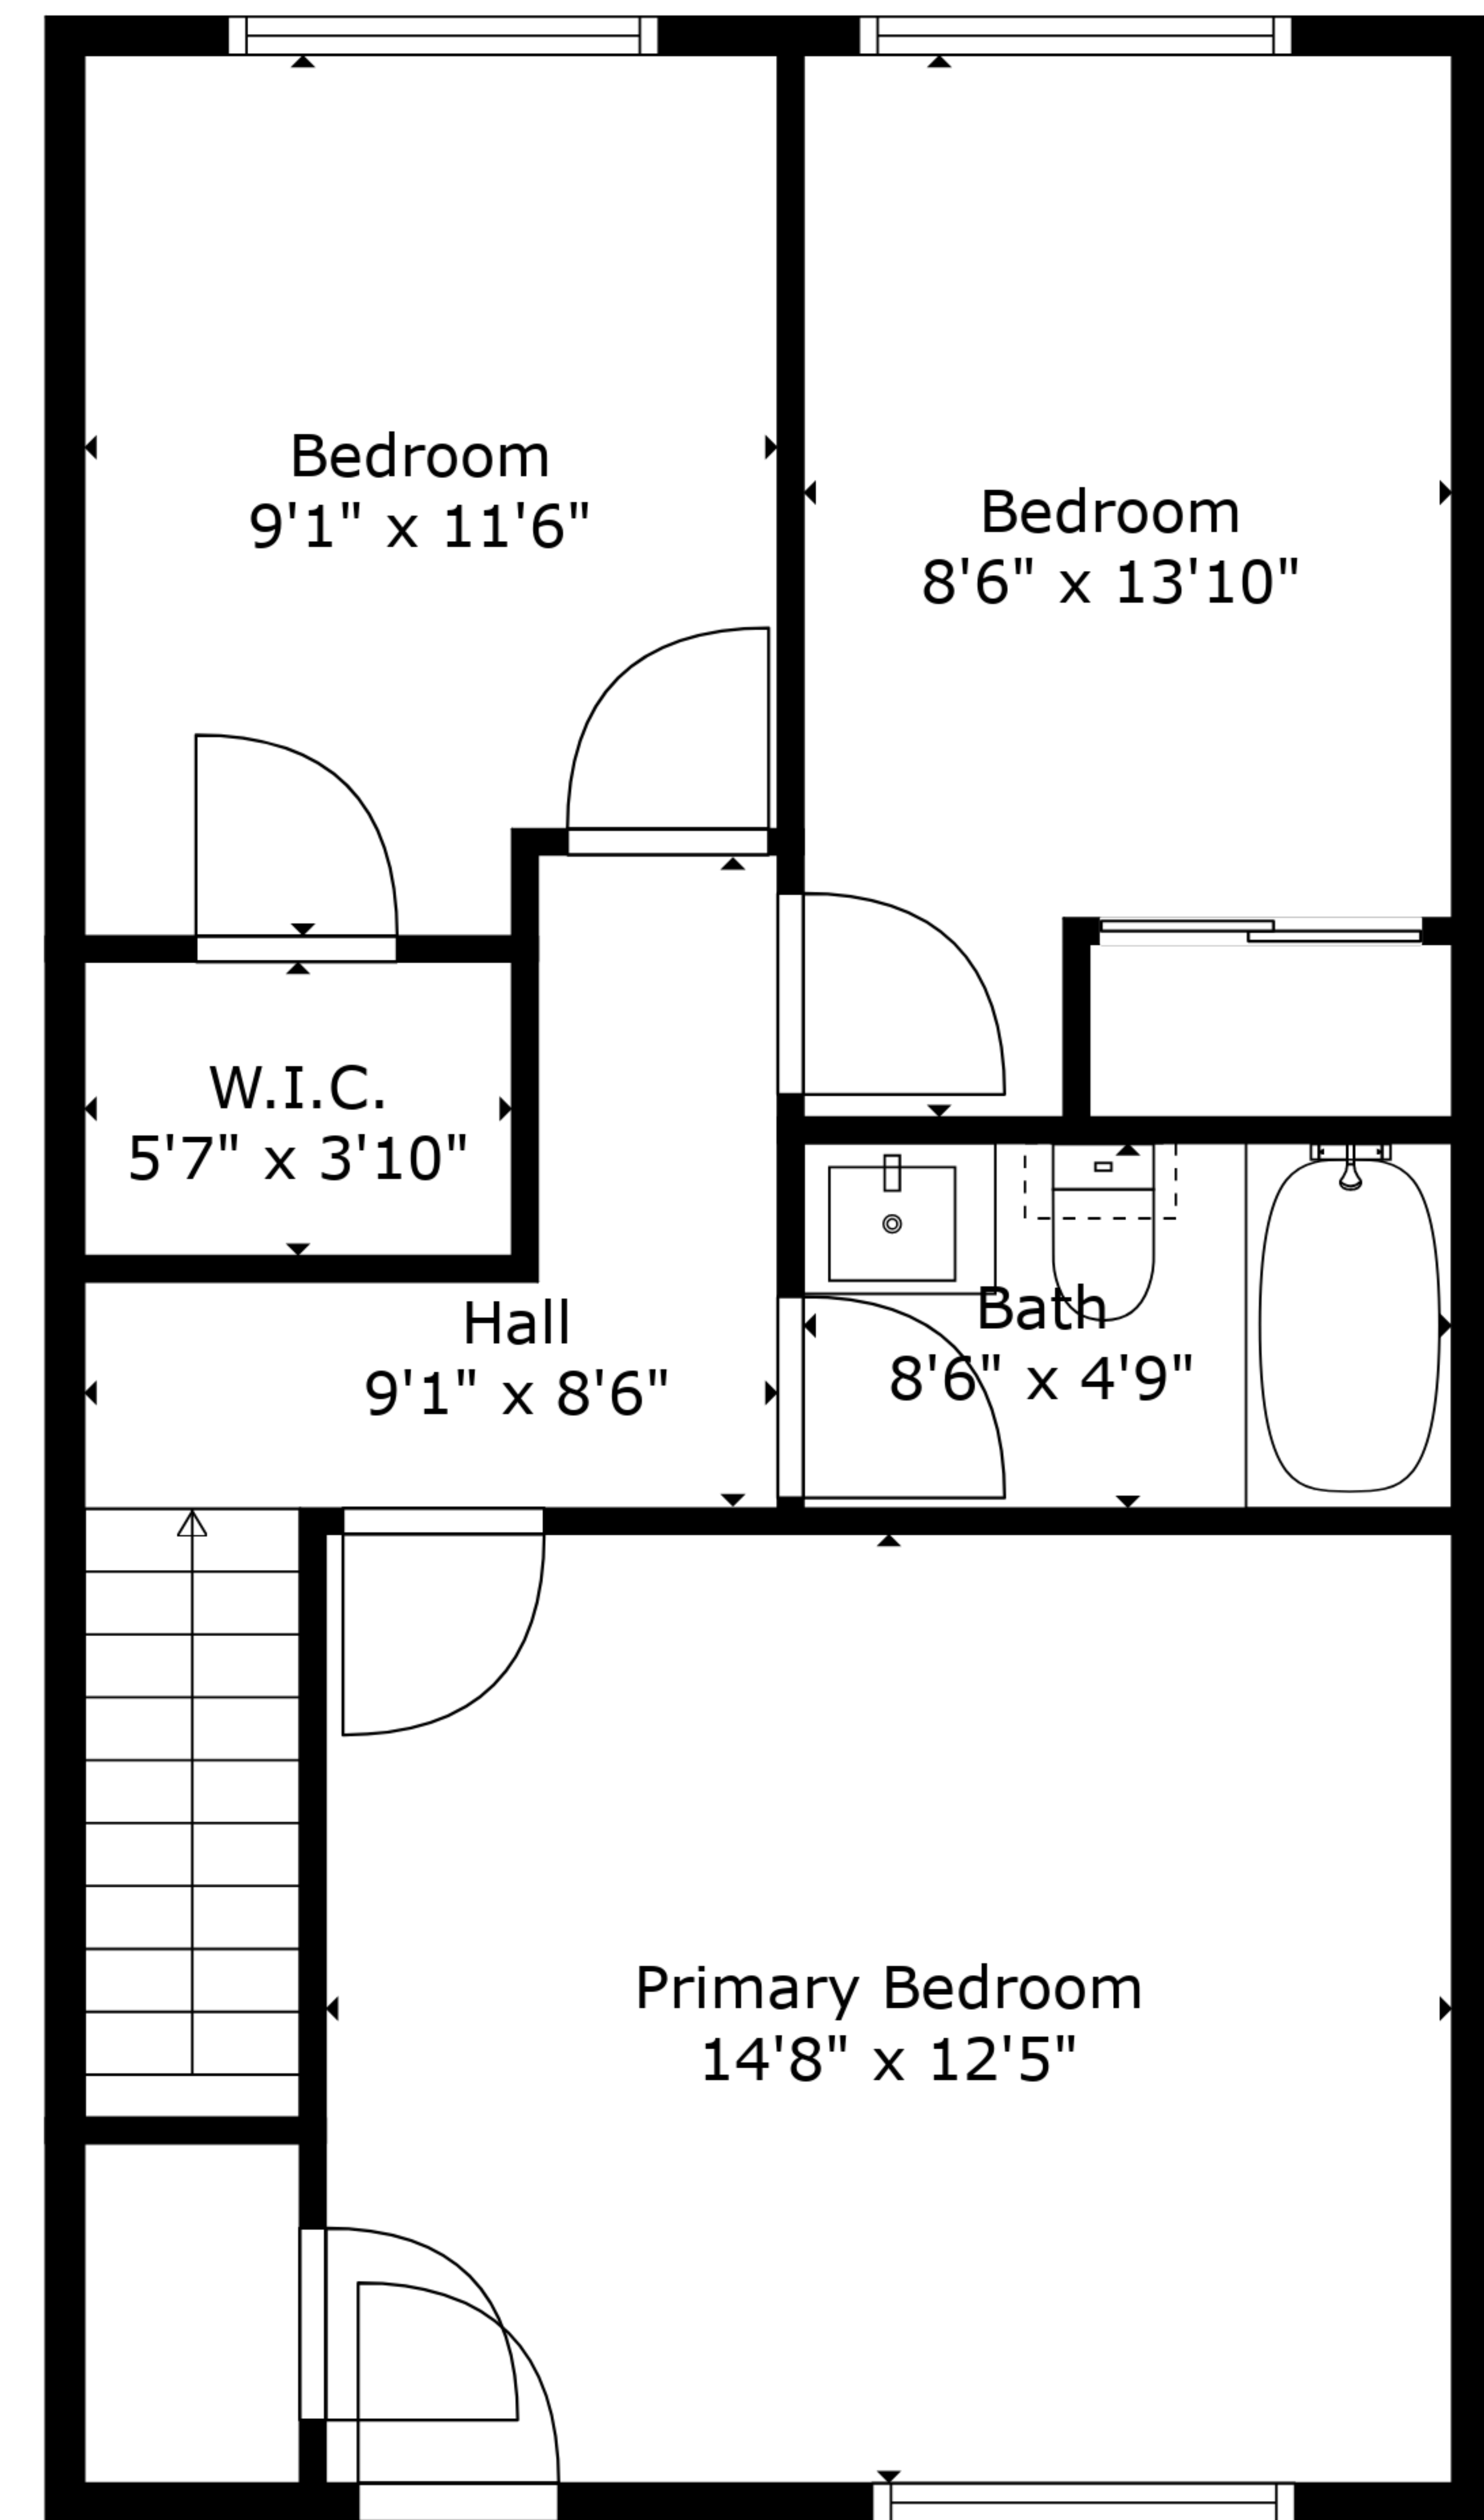 Bedroom
9'1" x 11'6"
Bedroom
8'6" x 13'10"
W.I.C.
5'7" x 3'10"
Hall
9'1" x 8'6"
Bath
8'6" x 4'9"
Primary Bedroom
14'8" x 12'5"